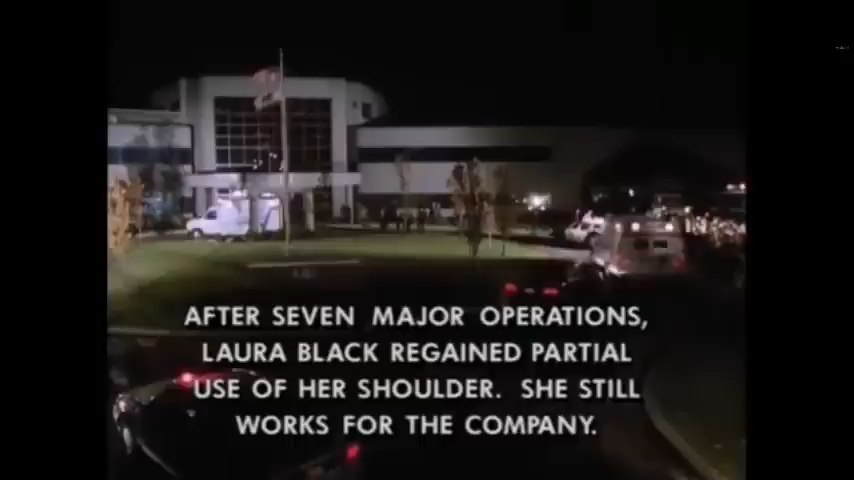 AFTER SEVEN MAJOR OPERATIONS,
LAURA BLACK REGAINED PARTIAL
USE OF HER SHOULDER. SHE STILL
WORKS FOR THE COMPANY.